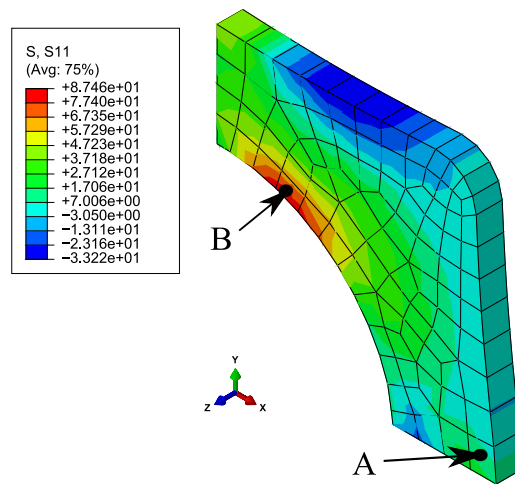 S, S11
(Avg: 75%)
+8.746e+01
+7.740e+01
+6.735e+01
+5.729e+01
+4.723e+01
+3.718e+01
+2.712e+01
+1.706e+01
+7.006e+00
−3.050e+00
−1.311e+01
−2.316e+01
−3.322e+01
B
Y
Z
X
A